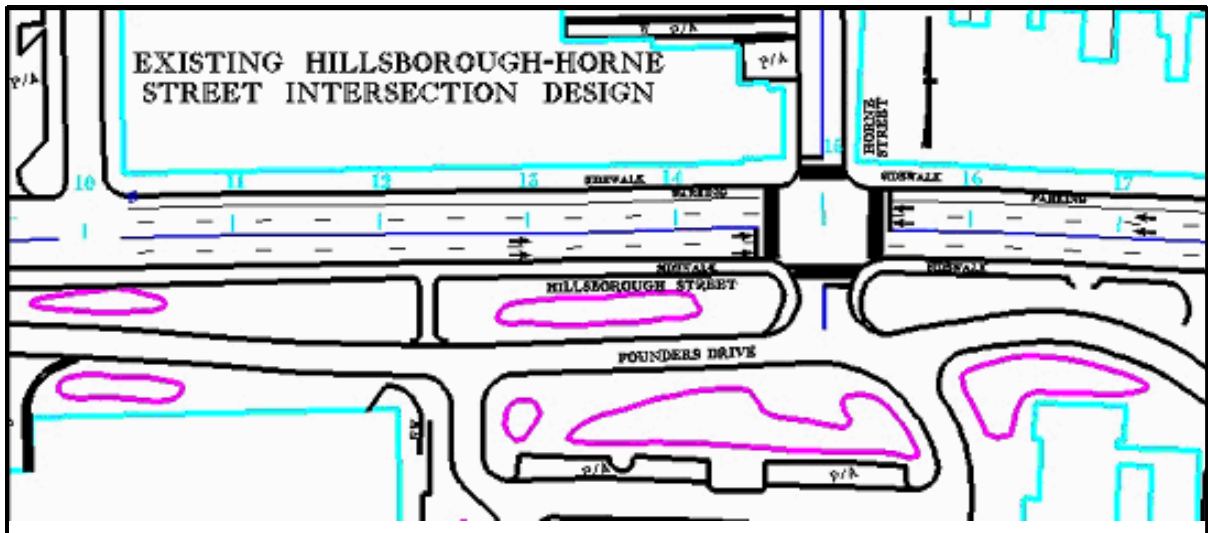 P/A
P/A
EXISTING HILLSBOROUGH-HORNE
P/A
STREET INTERSECTION DESIGN
HORNE
STREET
15
10
11
12
13
SIDEWALK
14
SIDEWALK
16
17
PARKING
PARKING
SIDEWALK
SIDEWALK
HILLSBOROUGH STREET
FOUNDERS DRIVE
P/A
P/A